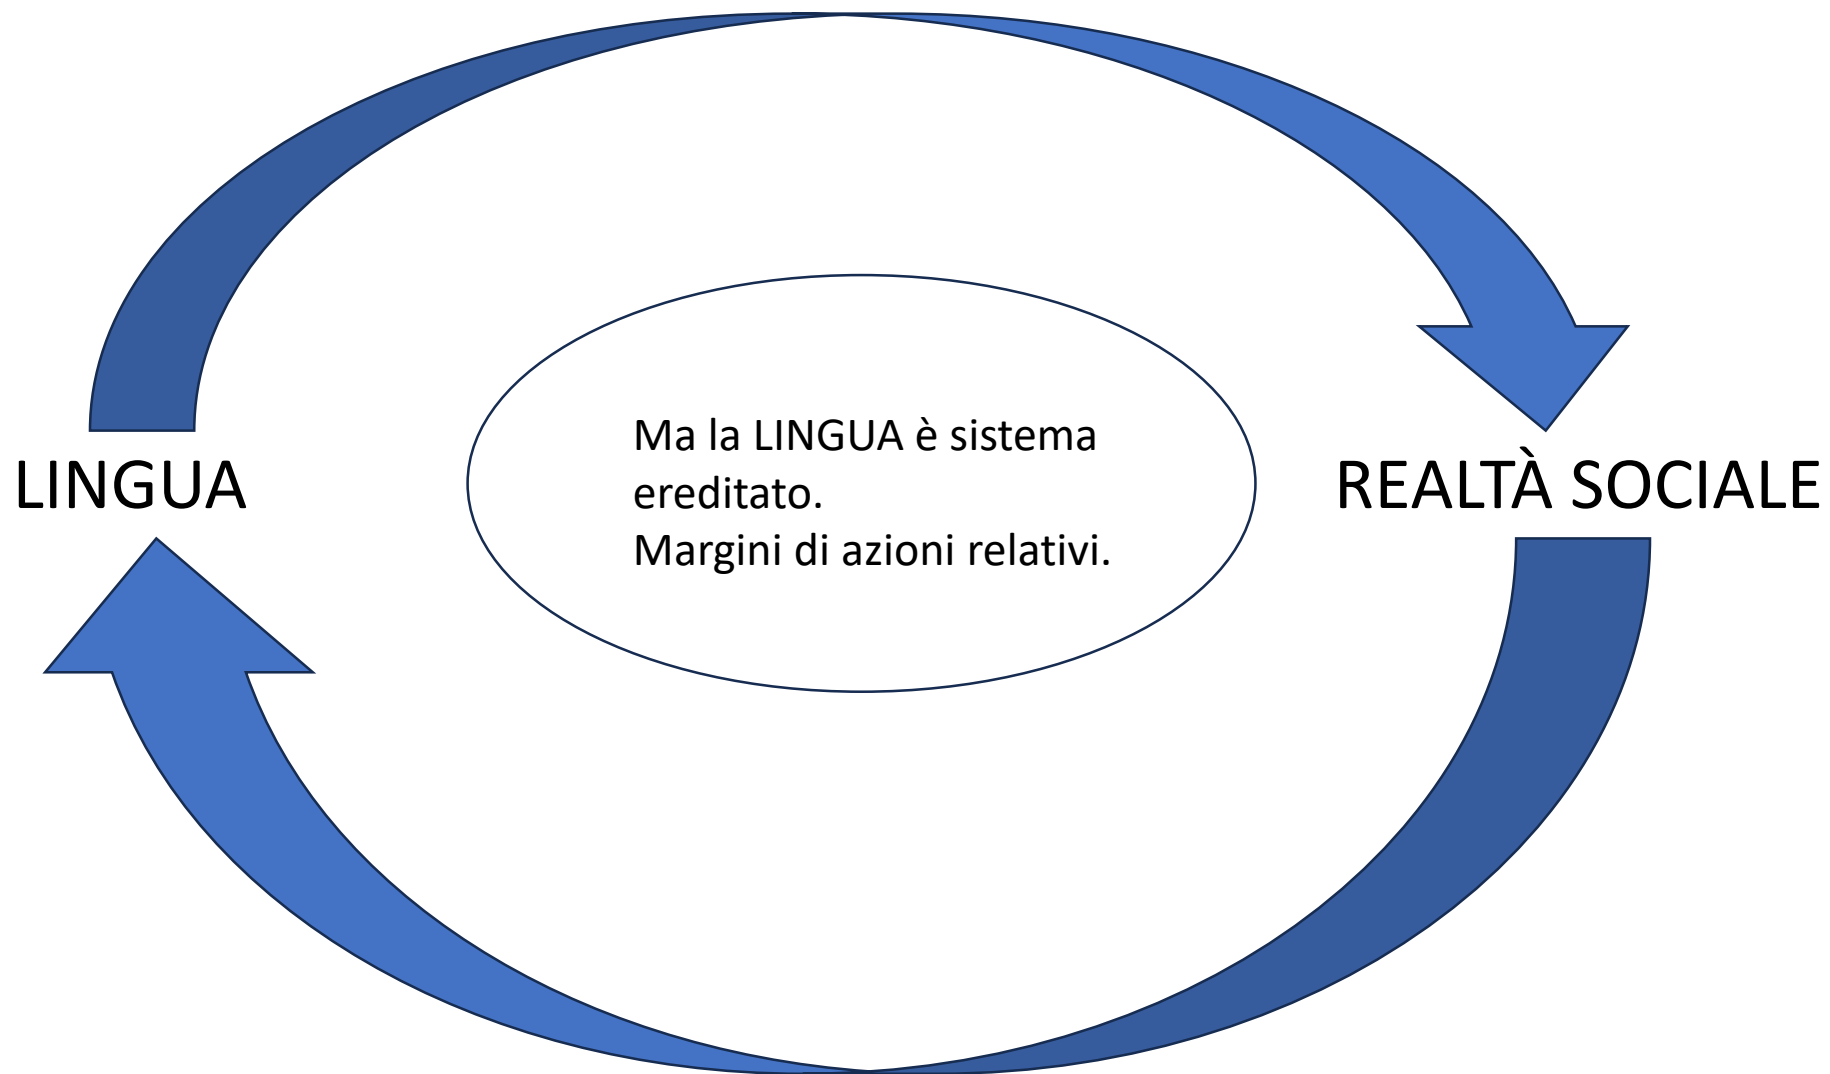 LINGUA
Ma la LINGUA è sistema
ereditato.
Margini di azioni relativi.
REALTÀ SOCIALE